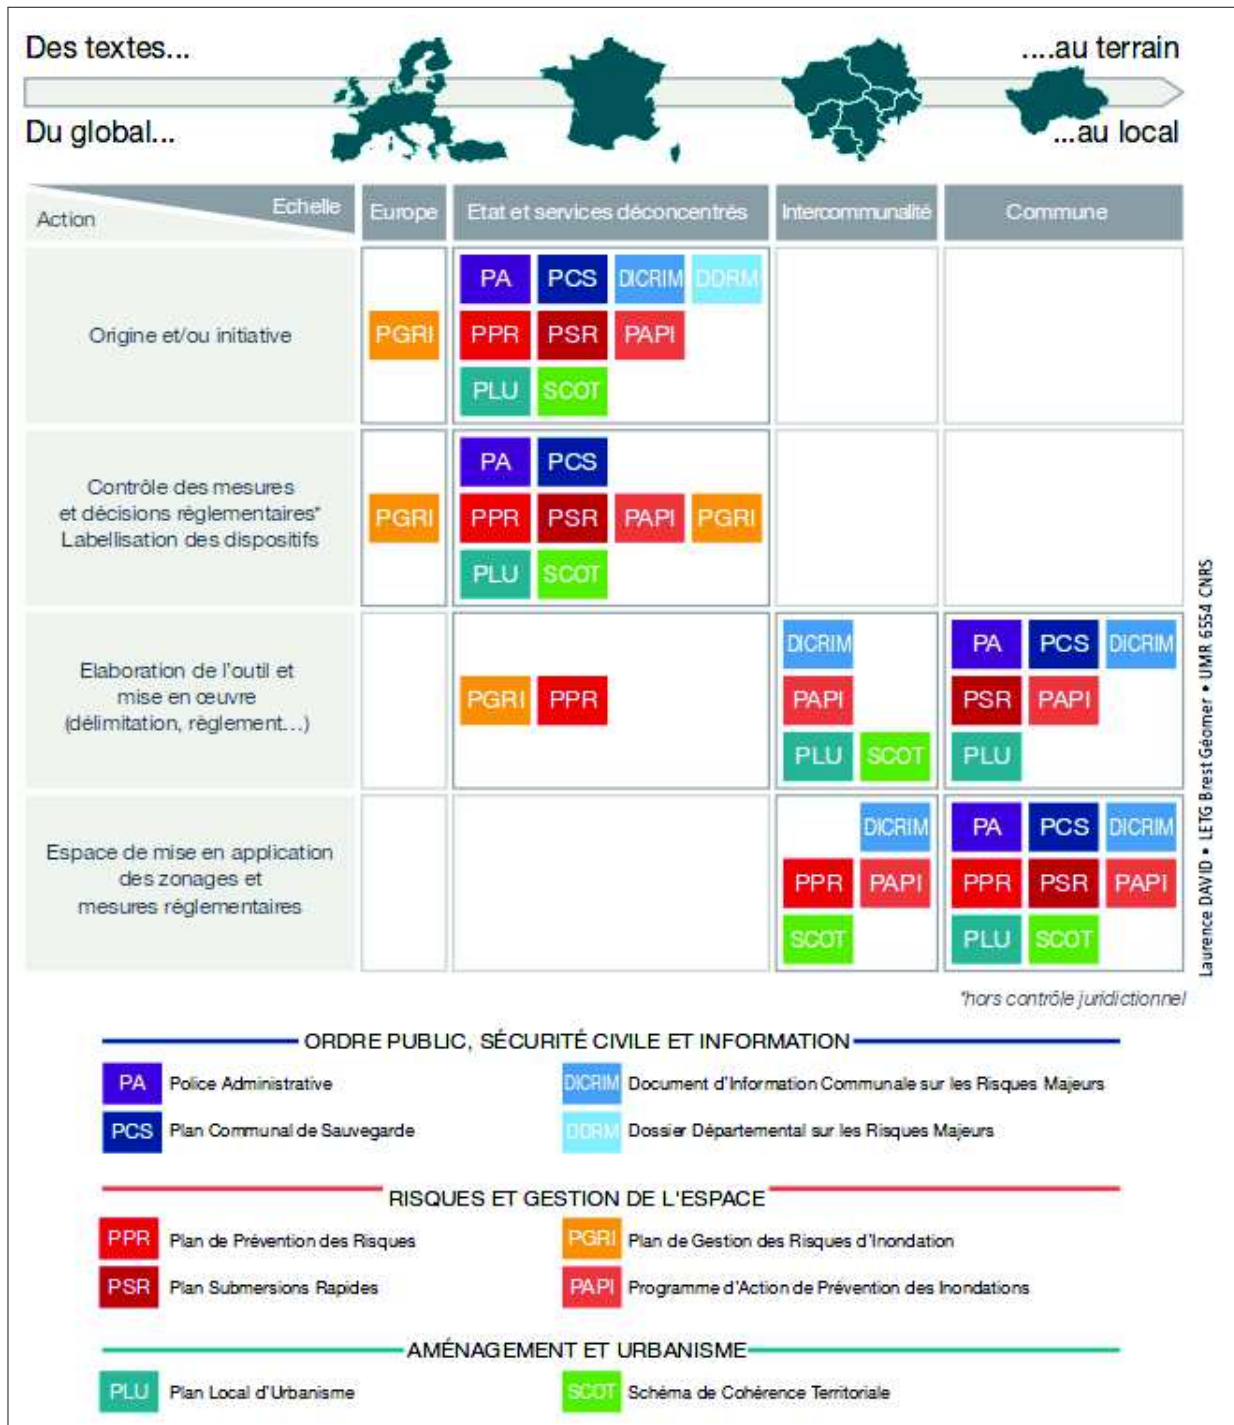 Des textes...
....au terrain
Du global...
...au local
Echelle
Action
Europe
Etat et services déconcentrés
Intercommunalité
Commune
Origine et/ou initiative
PGRI
PA PCS DICRIM DDRM
PPR PSR PAPI
PLU SCOT
Contrôle des mesures
et décisions règlementaires*
Labellisation des dispositifs
PGRI
PA PCS
PPR PSR PAPI PGRI
PLU SCOT
Elaboration de l'outil et
mise en œuvre
(délimitation, règlement...)
PGRI PPR
DICRIM
PAPI
PLU SCOT
PA PCS DICRIM
PSR PAPI
PLU
Espace de mise en application
des zonages et
mesures réglementaires
DICRIM
PPR PAPI
SCOT
PA PCS DICRIM
PPR PSR PAPI
PLU SCOT
Laurence DAVID • LETG Brest Géomer • UMR 6554 CNRS
*hors contrôle juridictionnel
ORDRE PUBLIC, SÉCURITÉ CIVILE ET INFORMATION
PA Police Administrative
DICRIM Document d'Information Communale sur les Risques Majeurs
PCS Plan Communal de Sauvegarde
DDRM Dossier Départemental sur les Risques Majeurs
RISQUES ET GESTION DE L'ESPACE
PPR Plan de Prévention des Risques
PGRI Plan de Gestion des Risques d'Inondation
PSR Plan Submersions Rapides
PAPI Programme d'Action de Prévention des Inondations
AMÉNAGEMENT ET URBANISME
PLU Plan Local d'Urbanisme
SCOT Schéma de Cohérence Territoriale